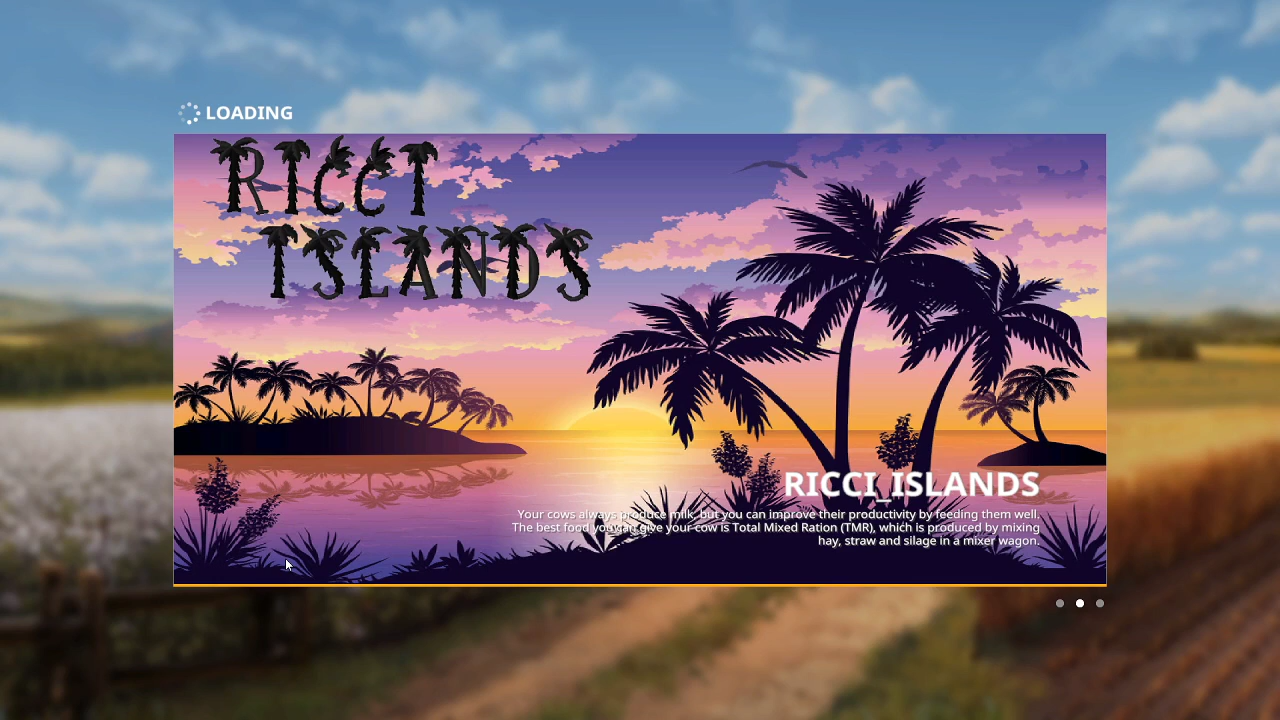 LOADING
RICCI
ISLANDS
RICCI_ISLANDS
Your cows always produce milk, but you can improve their productivity by feeding them well.
The best food you can give your cow is Total Mixed Ration (TMR), which is produced by mixing
hay, straw and silage in a mixer wagon.